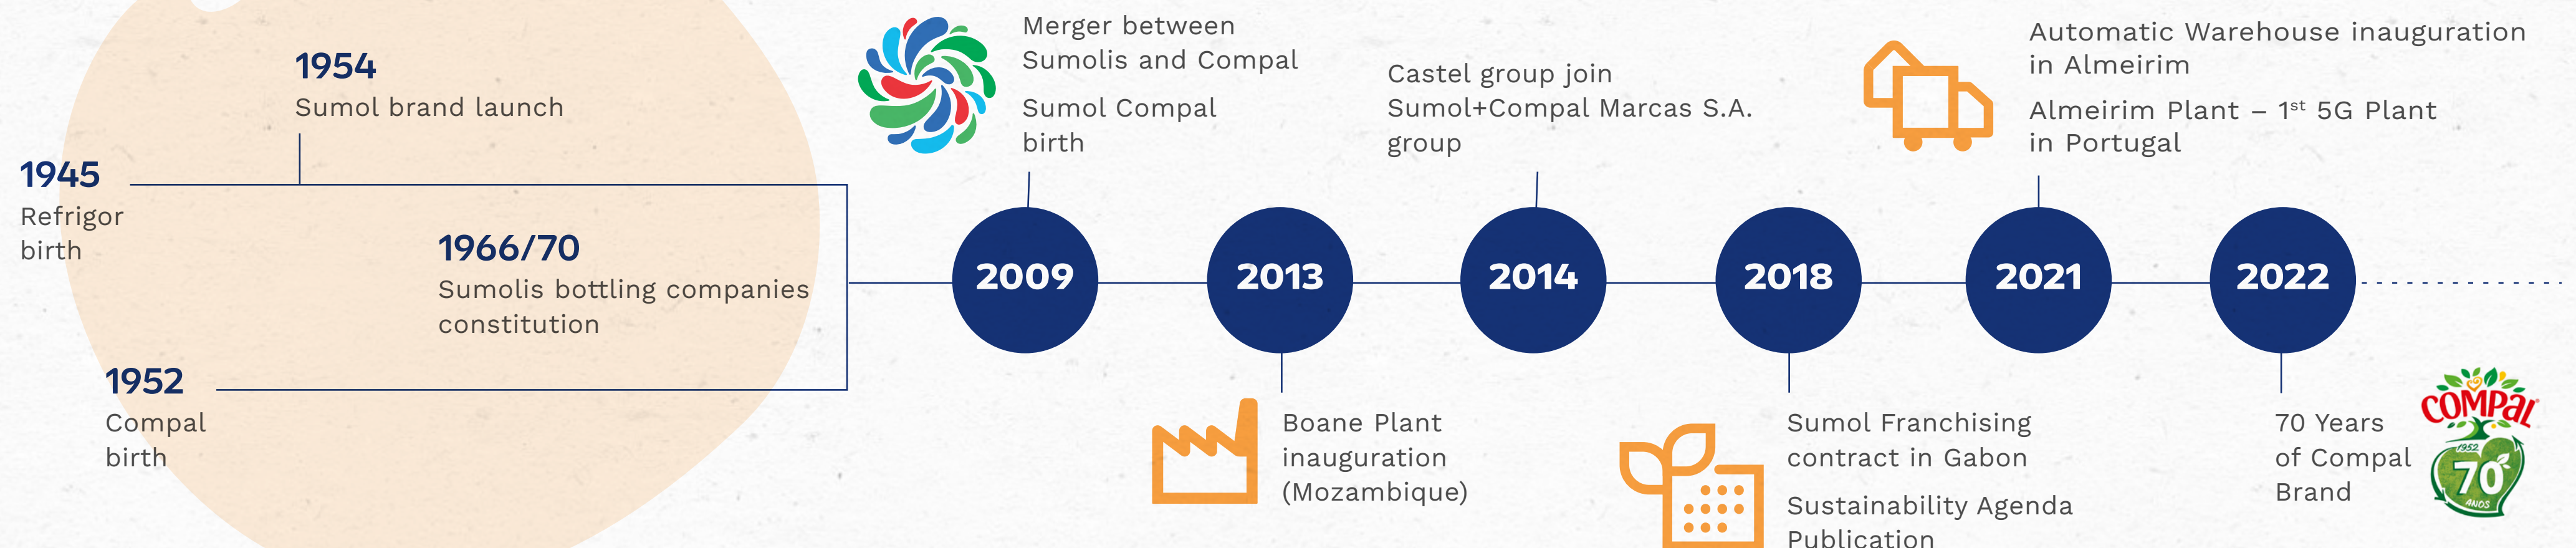 1945
Refrigor
birth
1954
Sumol brand launch
1966/70
Sumolis bottling companies
constitution
1952
Compal
birth
Merger between
Sumolis and Compal
Sumol Compal
birth
2009
2013
Boane Plant
inauguration
(Mozambique)
Castel group join
Sumol+Compal Marcas S.A.
group
2014
2018
Sumol Franchising
contract in Gabon
Sustainability Agenda
Publication
Automatic Warehouse inauguration
in Almeirim
Almeirim Plant – 1st 5G Plant
in Portugal
2021
2022
70 Years
of Compal
Brand
COMPAL
1952
70
ANOS